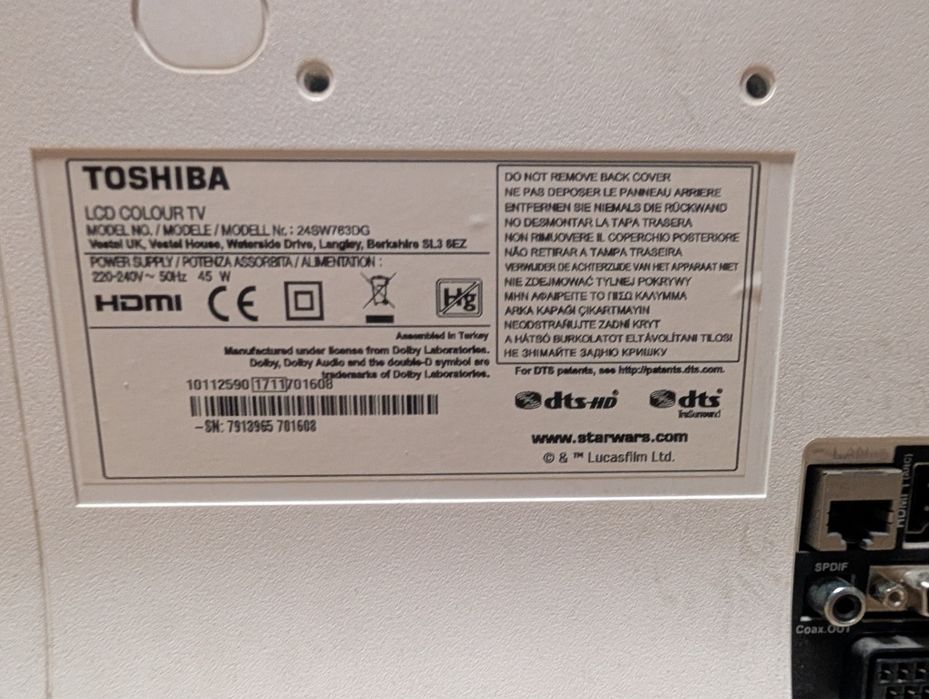 TOSHIBA
LCD COLOUR TV
MODEL NO. / MODELE / MODELL Nr. : 24SW763DG
Vestel UK, Vestel House, Waterside Drive, Langley, Berkshire SL3 6EZ
POWER SUPPLY / POTENZA ASSORBITA / ALIMENTATION :
220-240V ~ 50Hz 45 W
HDMI CE Hg
Assembled in Turkey
Manufactured under license from Dolby Laboratories.
Dolby, Dolby Audio and the double-D symbol are
trademarks of Dolby Laboratories.
10112590 1711 701608
-SN: 7913965 701608
DO NOT REMOVE BACK COVER
NE PAS DEPOSER LE PANNEAU ARRIERE
ENTFERNEN SIE NIEMALS DIE RÜCKWAND
NO DESMONTAR LA TAPA TRASERA
NON RIMUOVERE IL COPERCHIO POSTERIORE
NÃO RETIRAR A TAMPA TRASEIRA
VERWIJDER DE ACHTERZIJDE VAN HET APPARAAT NIET
NIE ZDEJMOWAĆ TYLNEJ POKRYWY
ΜΗΝ ΑΦΑΙΡΕΙΤΕ ΤΟ ΠΙΣΩ ΚΑΛΥΜΜΑ
ARKA KAPAĞI ÇIKARTMAYIN
NEODSTRAŇUJTE ZADNÍ KRYT
A HÁTSÓ BURKOLATOT ELTÁVOLÍTANI TILOS!
НЕ ЗНІМАЙТЕ ЗАДНЮ КРИШКУ
For DTS patents, see http://patents.dts.com.
dts-HD dts
TruSurround
www.starwars.com
© & ™ Lucasfilm Ltd.
LAN
HDMI 1
SPDIF
Coax.OUT